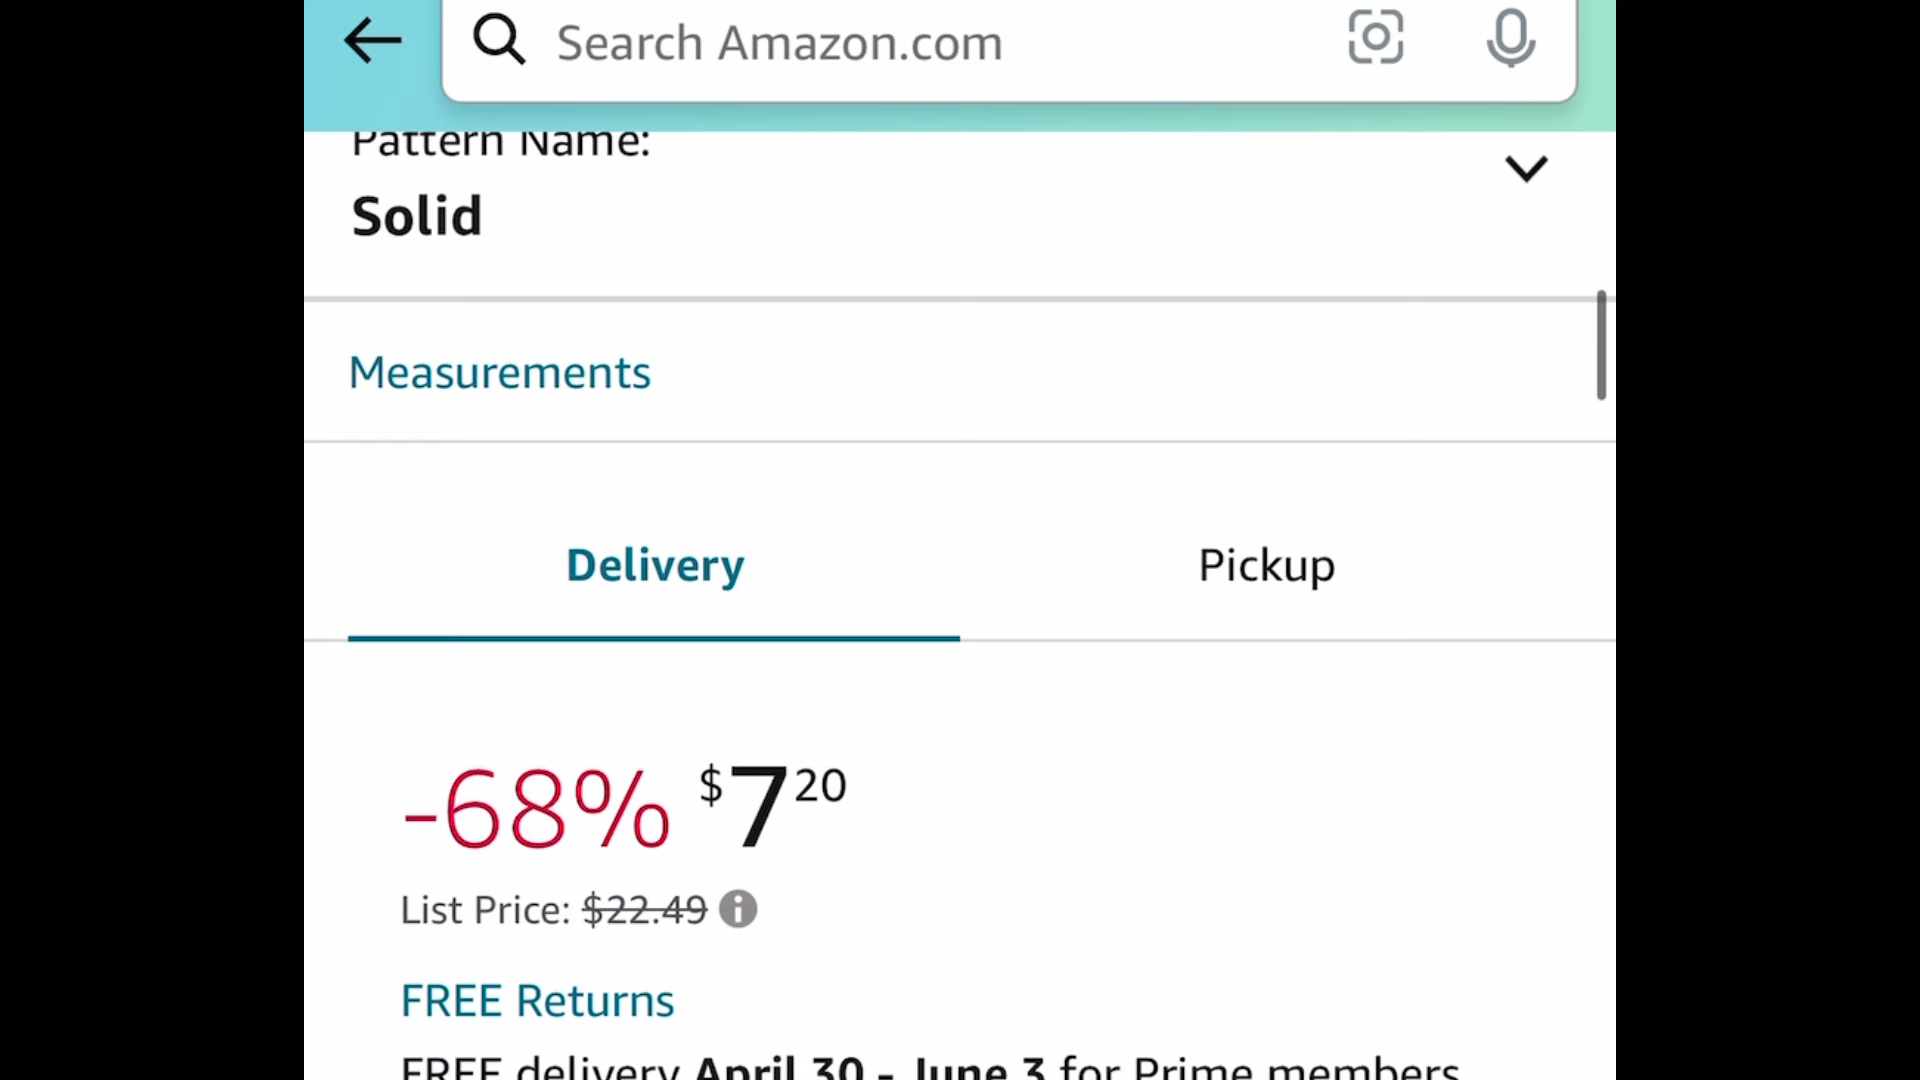 Search Amazon.com
Pattern Name:
Solid
Measurements
Delivery Pickup
-68% $7 20
List Price: $22.49
FREE Returns
FREE delivery April 30 - June 3 for Prime members